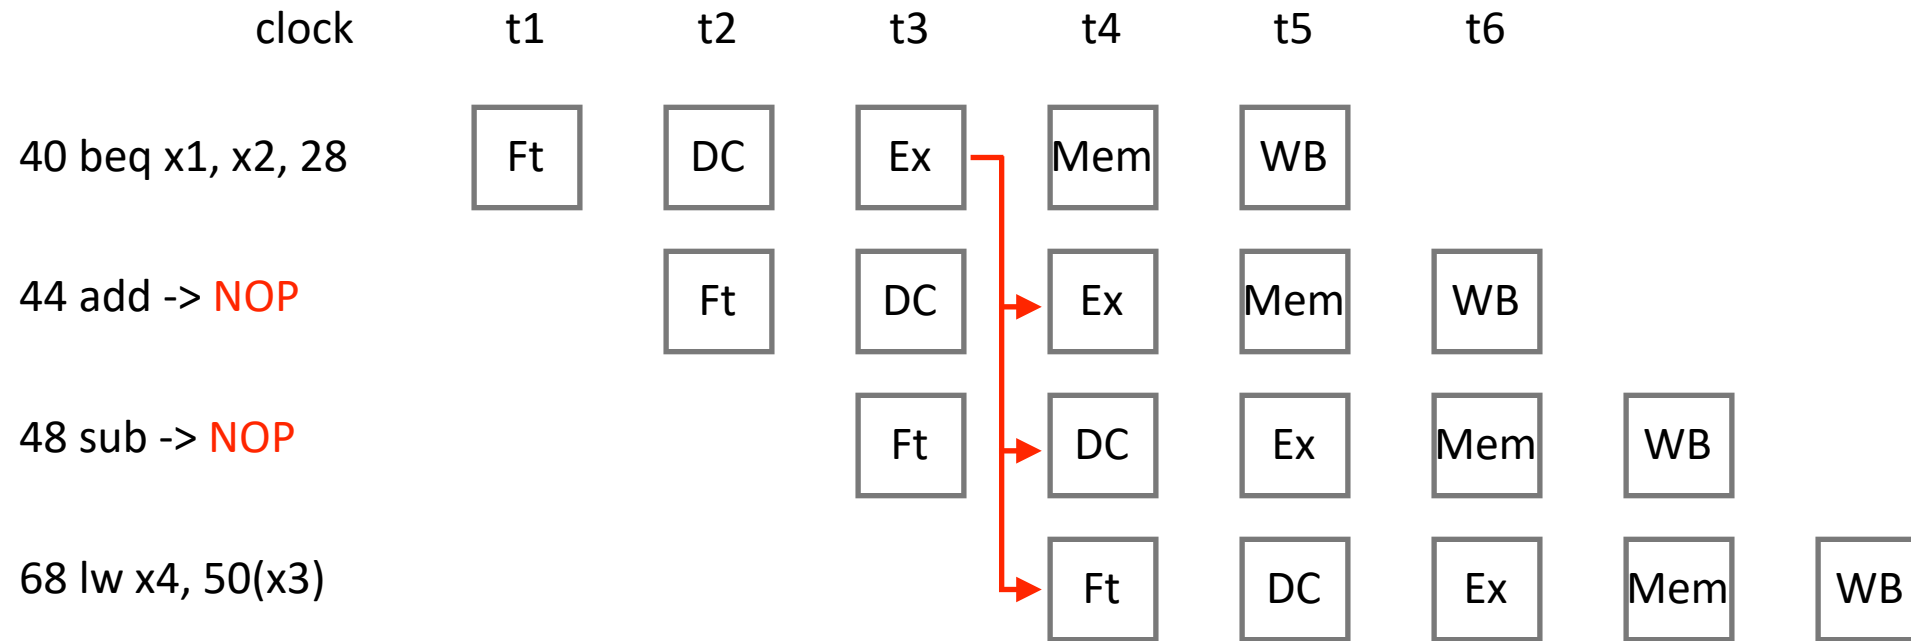 clock t1 t2 t3 t4 t5 t6
40 beq x1, x2, 28 Ft DC Ex Mem WB
44 add -> NOP Ft DC Ex Mem WB
48 sub -> NOP Ft DC Ex Mem WB
68 lw x4, 50(x3) Ft DC Ex Mem WB